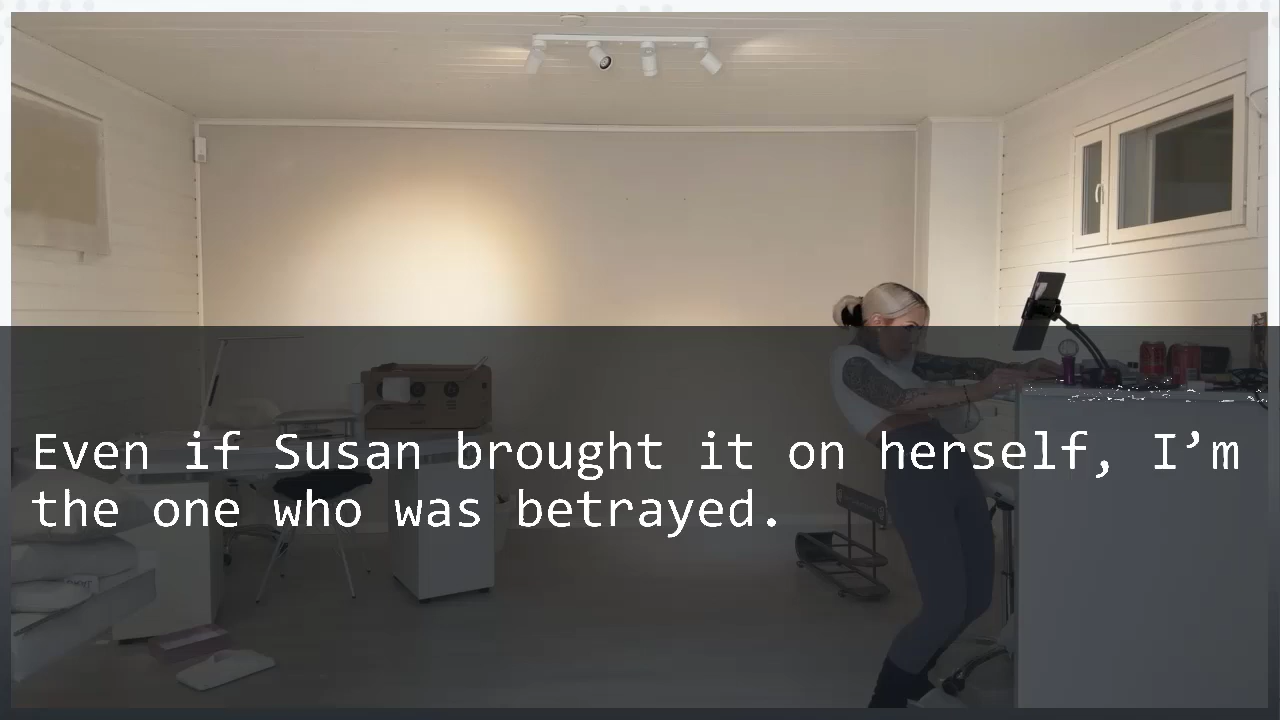 Even if Susan brought it on herself, I’m
the one who was betrayed.